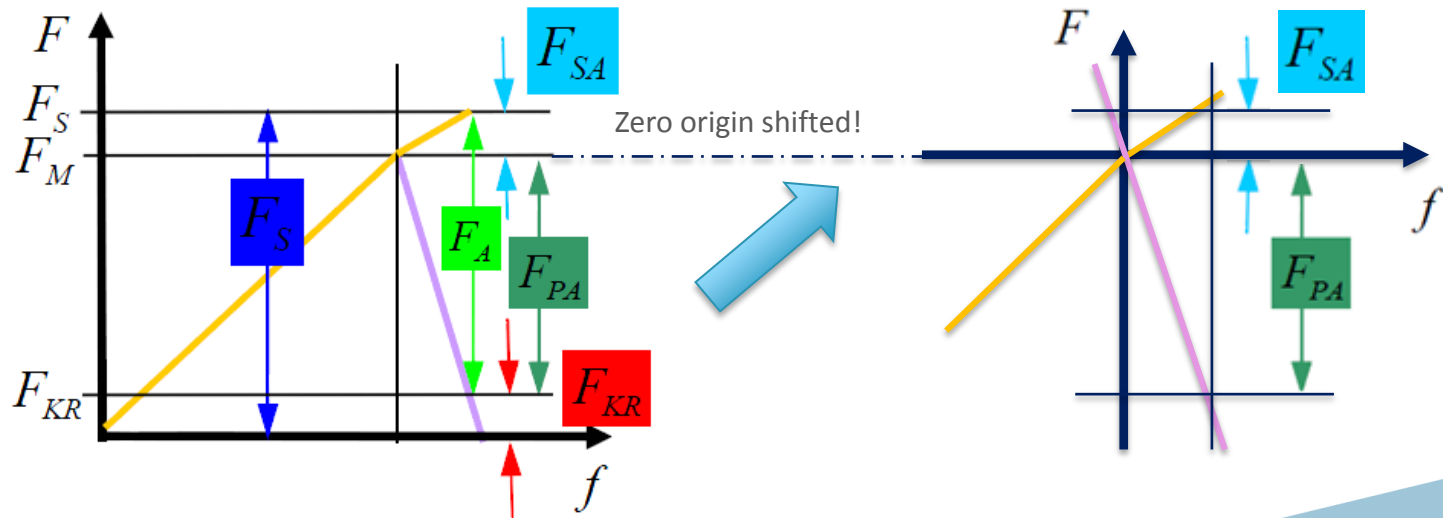 F
F_S
F_M
F_KR
F_S
F_A
F_SA
F_PA
F_KR
f
Zero origin shifted!
F
F_SA
f
F_PA